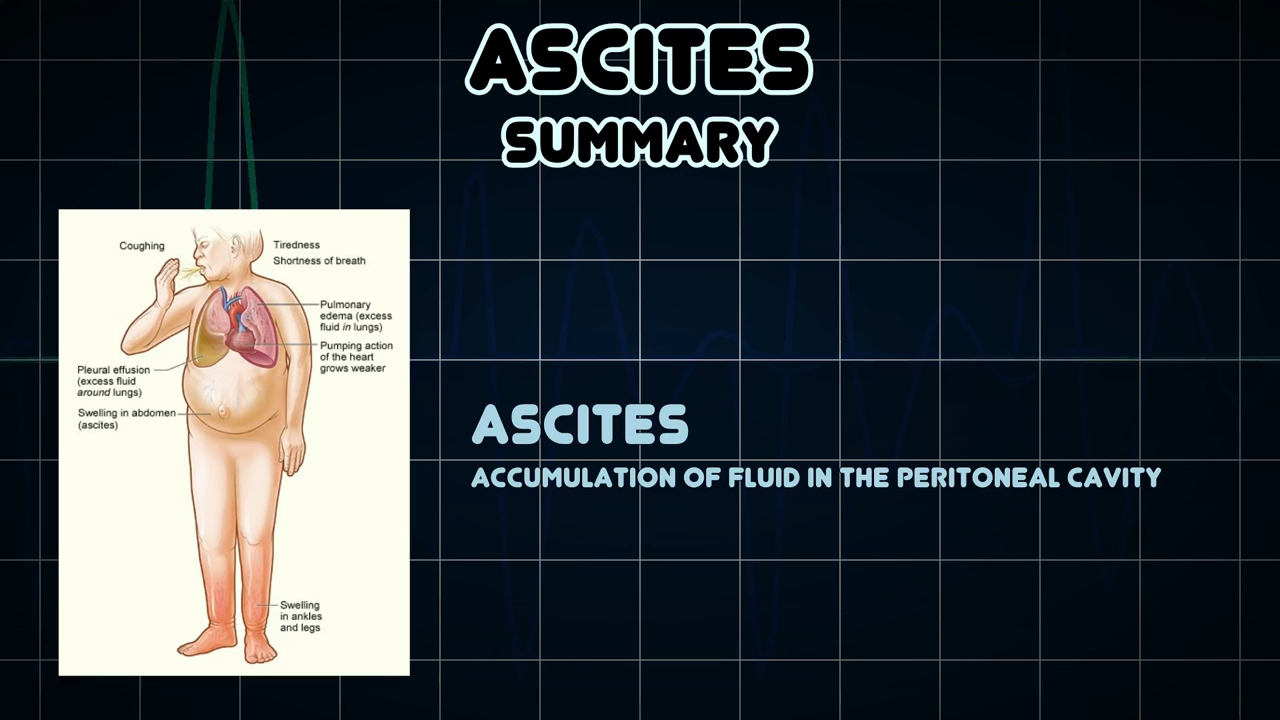 ASCITES
SUMMARY
Coughing
Tiredness
Shortness of breath
Pulmonary
edema (excess
fluid in lungs)
Pumping action
of the heart
grows weaker
Pleural effusion
(excess fluid
around lungs)
Swelling in abdomen
(ascites)
Swelling
in ankles
and legs
ASCITES
ACCUMULATION OF FLUID IN THE PERITONEAL CAVITY